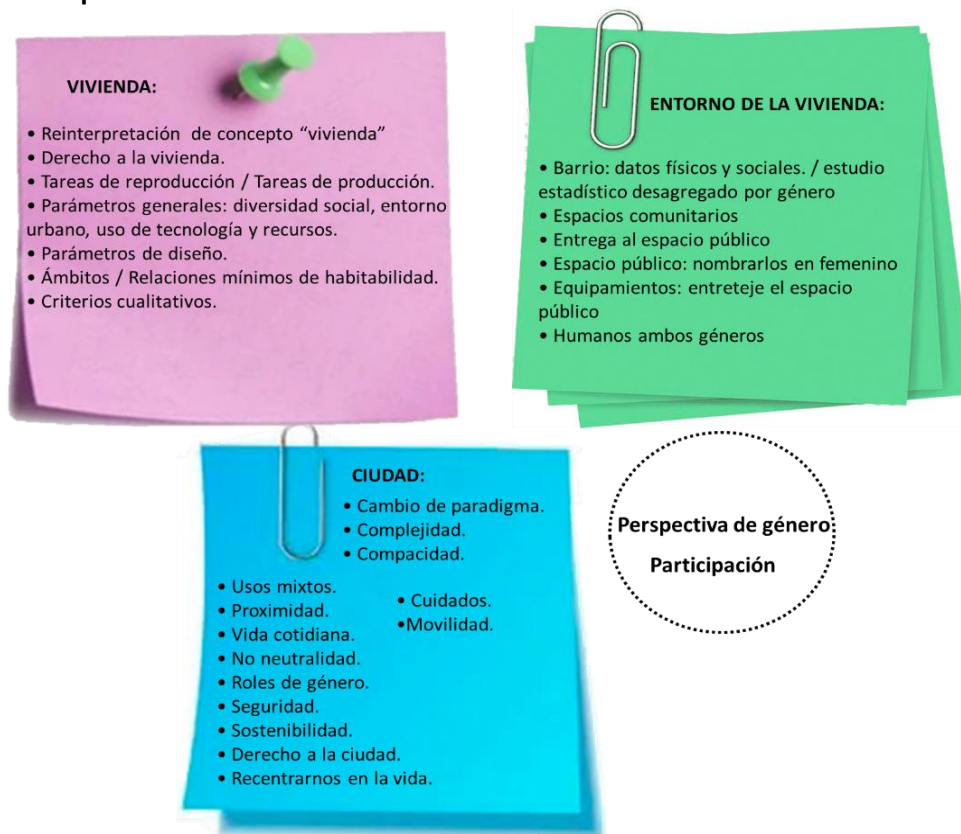 VIVIENDA:
• Reinterpretación de concepto “vivienda”
• Derecho a la vivienda.
• Tareas de reproducción / Tareas de producción.
• Parámetros generales: diversidad social, entorno
urbano, uso de tecnología y recursos.
• Parámetros de diseño.
• Ámbitos / Relaciones mínimos de habitabilidad.
• Criterios cualitativos.
ENTORNO DE LA VIVIENDA:
• Barrio: datos físicos y sociales. / estudio
estadístico desagregado por género
• Espacios comunitarios
• Entrega al espacio público
• Espacio público: nombrarlos en femenino
• Equipamientos: entreteje el espacio
público
• Humanos ambos géneros
CIUDAD:
• Cambio de paradigma.
• Complejidad.
• Compacidad.
• Usos mixtos.
• Proximidad.
• Vida cotidiana.
• No neutralidad.
• Roles de género.
• Seguridad.
• Sostenibilidad.
• Derecho a la ciudad.
• Recentrarnos en la vida.
• Cuidados.
•Movilidad.
Perspectiva de género
Participación